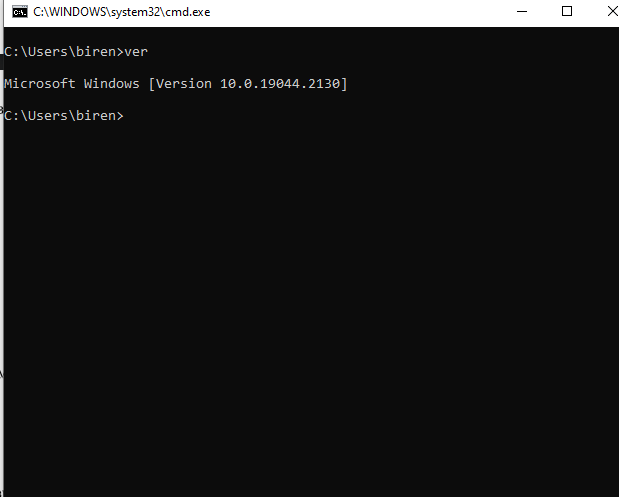 C:\WINDOWS\system32\cmd.exe
C:\Users\biren>ver
Microsoft Windows [Version 10.0.19044.2130]
C:\Users\biren>